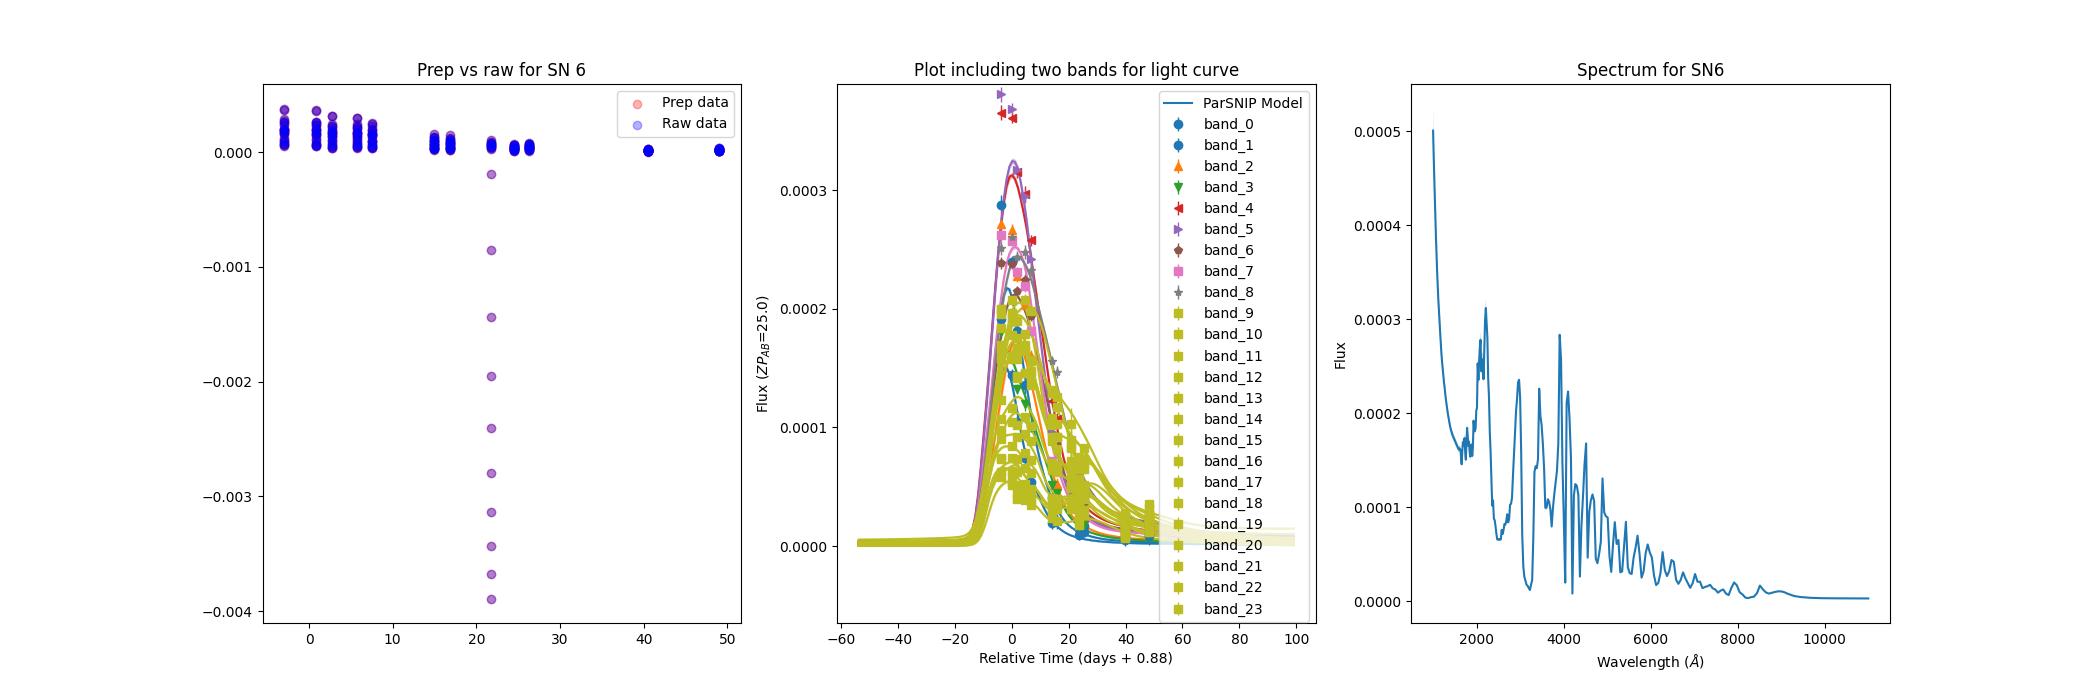 Prep vs raw for SN 6
Prep data
Raw data
0.000
−0.001
−0.002
−0.003
−0.004
0
10
20
30
40
50
Plot including two bands for light curve
ParSNIP Model
band_0
band_1
band_2
band_3
band_4
band_5
band_6
band_7
band_8
band_9
band_10
band_11
band_12
band_13
band_14
band_15
band_16
band_17
band_18
band_19
band_20
band_21
band_22
band_23
Flux (ZP_AB=25.0)
0.0003
0.0002
0.0001
0.0000
−60
−40
−20
0
20
40
60
80
100
Relative Time (days + 0.88)
Spectrum for SN6
Flux
0.0005
0.0004
0.0003
0.0002
0.0001
0.0000
2000
4000
6000
8000
10000
Wavelength (Å)